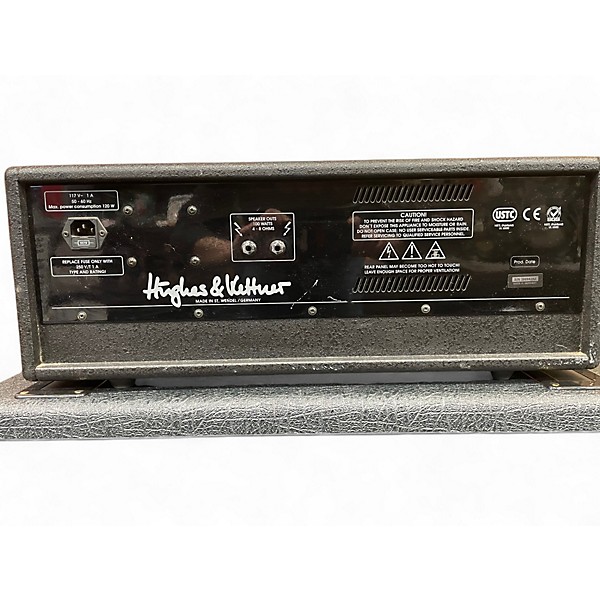 117 V~ 1 A
50 - 60 Hz
Max. power consumption 120 W
REPLACE FUSE ONLY WITH
250 V/T 1 A
TYPE AND RATING!
SPEAKER OUTS
100 WATTS
4 - 8 OHMS
Hughes & Kettner
MADE IN ST. WENDEL/GERMANY
CAUTION!
TO PREVENT THE RISK OF FIRE AND SHOCK HAZARD
DON'T EXPOSE THIS APPLIANCE TO MOISTURE OR RAIN.
DO NOT OPEN CASE: NO USER SERVICEABLE PARTS INSIDE.
REFER SERVICING TO QUALIFIED SERVICE PERSONNEL.
REAR PANEL MAY BECOME TOO HOT TO TOUCH!
LEAVE ENOUGH SPACE FOR PROPER VENTILATION!
USTC
CE
Prod. Date